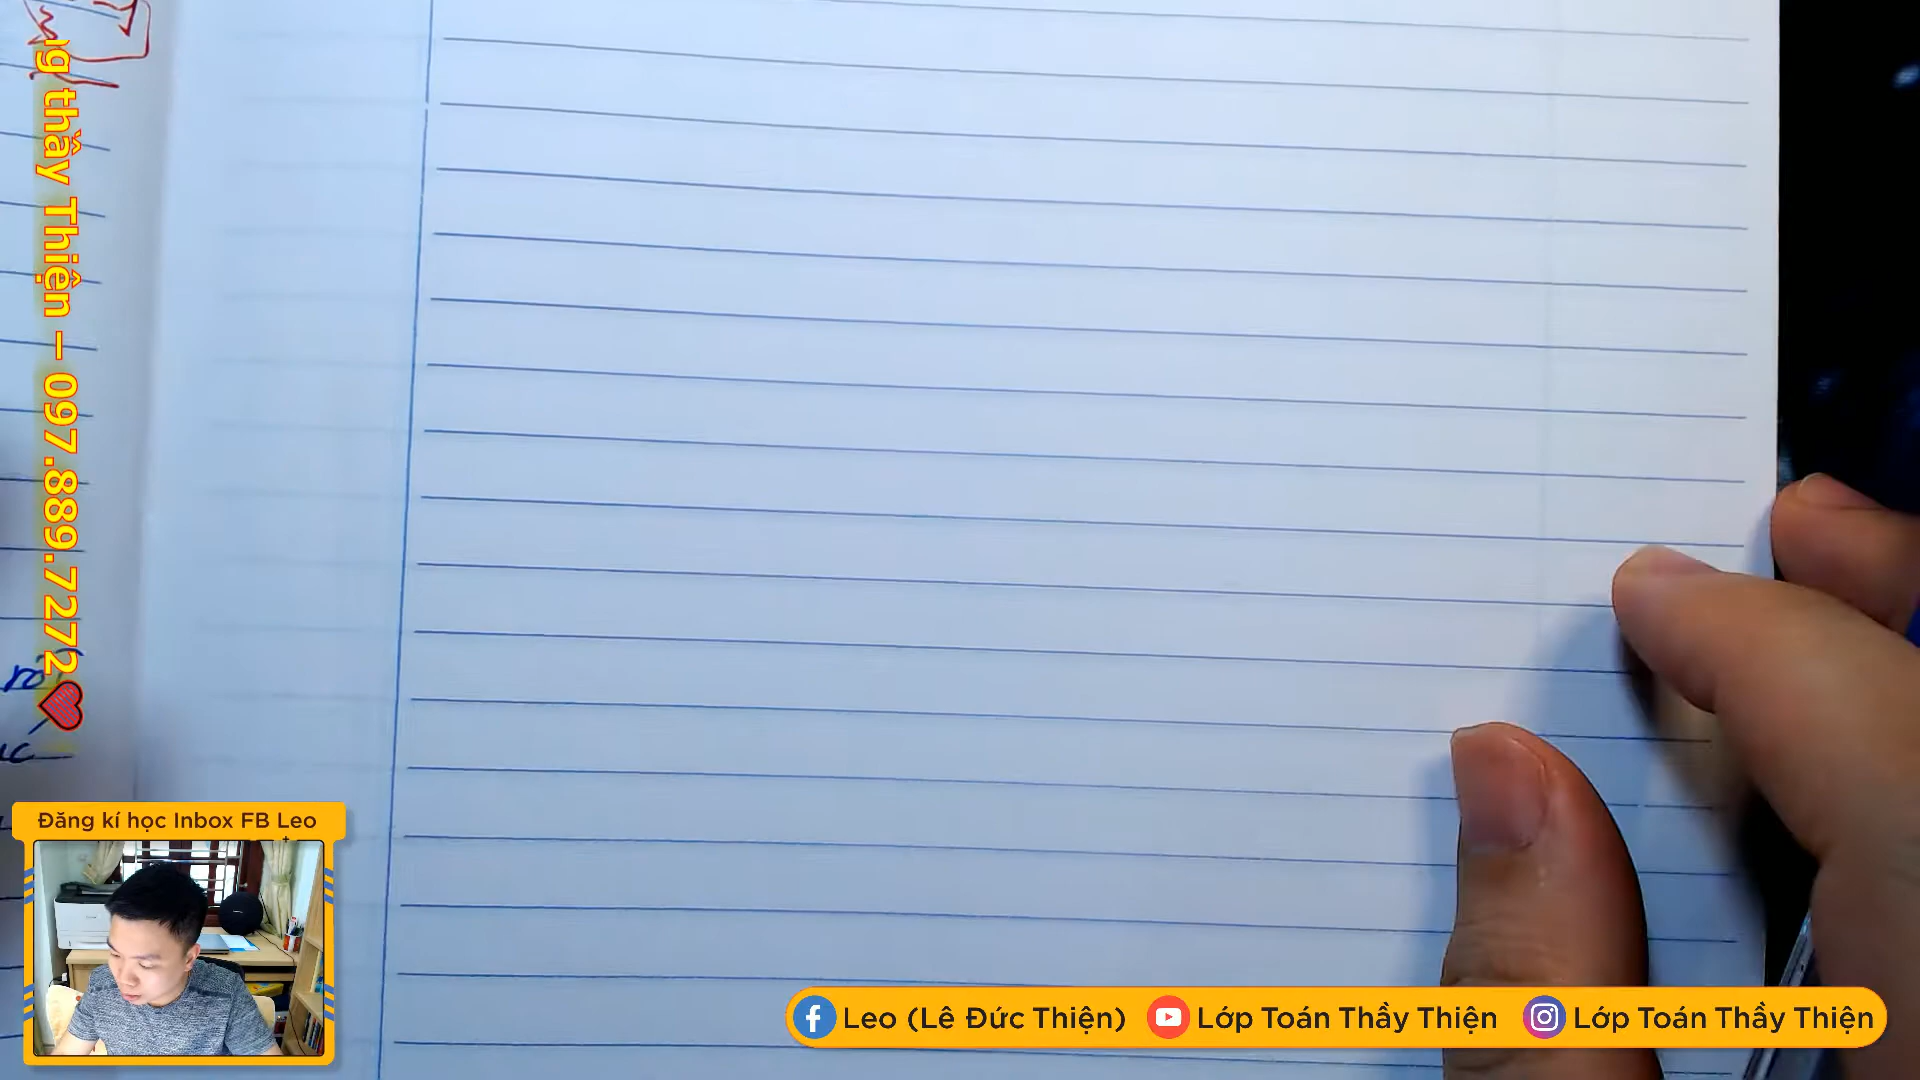 g thầy Thiện – 097.889.7272
Đăng kí học Inbox FB Leo
Leo (Lê Đức Thiện)
Lớp Toán Thầy Thiện
Lớp Toán Thầy Thiện